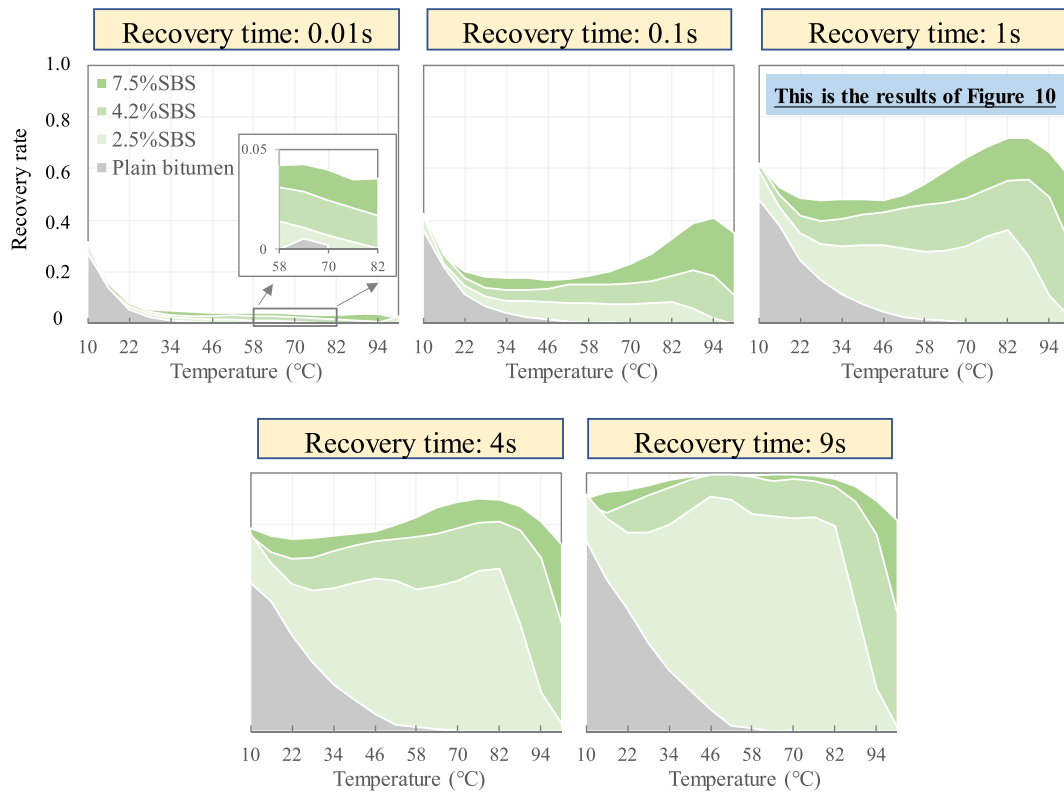 Recovery time: 0.01s
Recovery time: 0.1s
Recovery time: 1s
1.0
0.8
0.6
0.4
0.2
0
Recovery rate
7.5%SBS
4.2%SBS
2.5%SBS
Plain bitumen
0.05
0
58 70 82
This is the results of Figure 10
10 22 34 46 58 70 82 94
10 22 34 46 58 70 82 94
10 22 34 46 58 70 82 94
Temperature (℃)
Temperature (℃)
Temperature (℃)
Recovery time: 4s
Recovery time: 9s
10 22 34 46 58 70 82 94
10 22 34 46 58 70 82 94
Temperature (℃)
Temperature (℃)